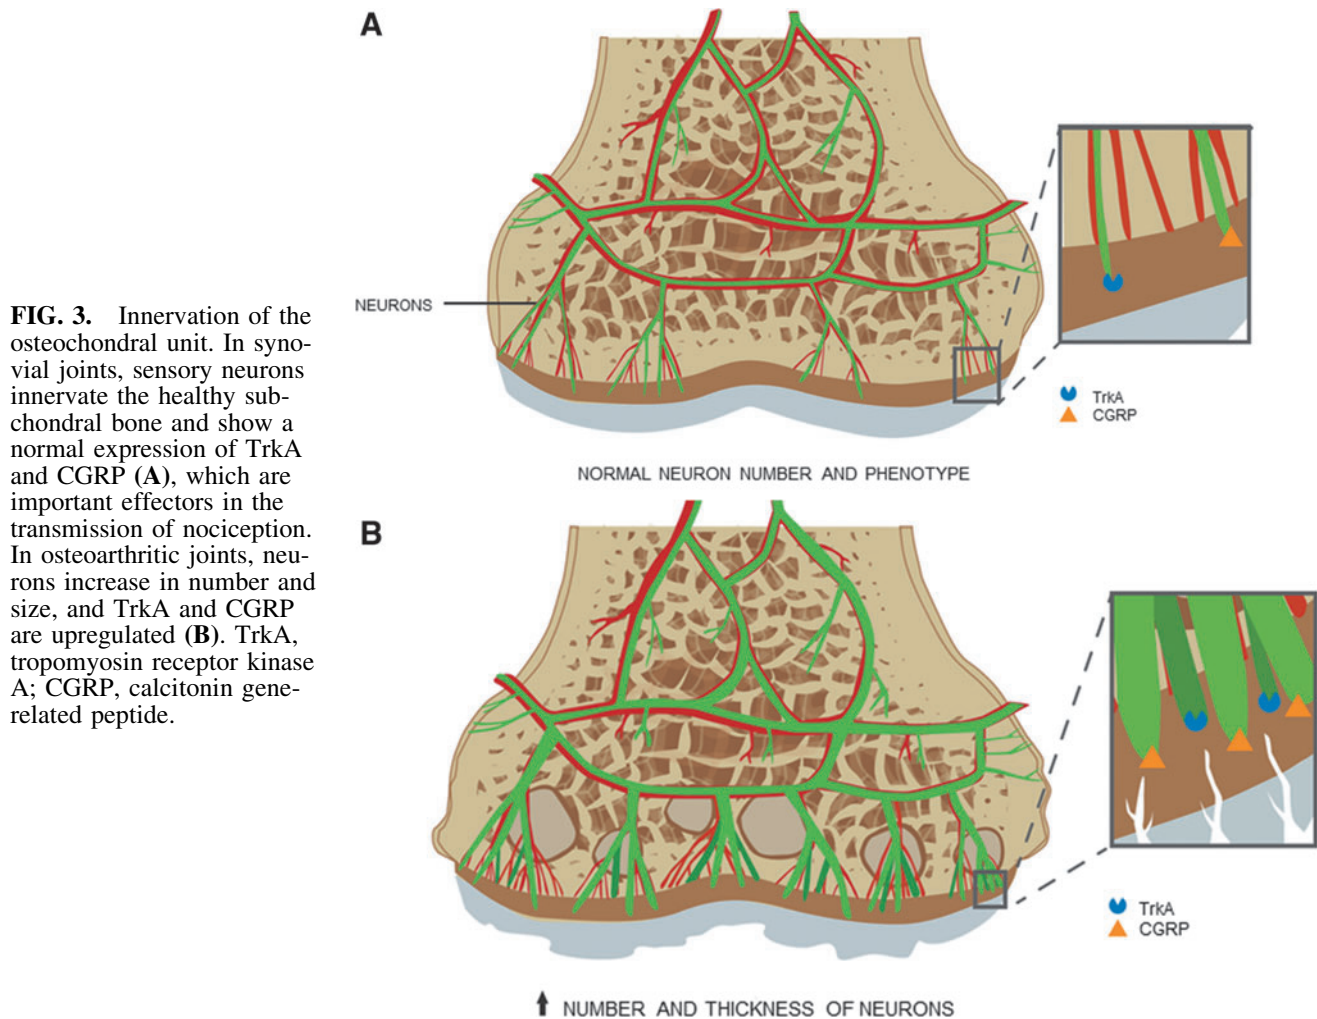 FIG. 3. Innervation of the
osteochondral unit. In syno-
vial joints, sensory neurons
innervate the healthy sub-
chondral bone and show a
normal expression of TrkA
and CGRP (A), which are
important effectors in the
transmission of nociception.
In osteoarthritic joints, neu-
rons increase in number and
size, and TrkA and CGRP
are upregulated (B). TrkA,
tropomyosin receptor kinase
A; CGRP, calcitonin gene-
related peptide.
A
NEURONS
TrkA
CGRP
NORMAL NEURON NUMBER AND PHENOTYPE
B
TrkA
CGRP
NUMBER AND THICKNESS OF NEURONS